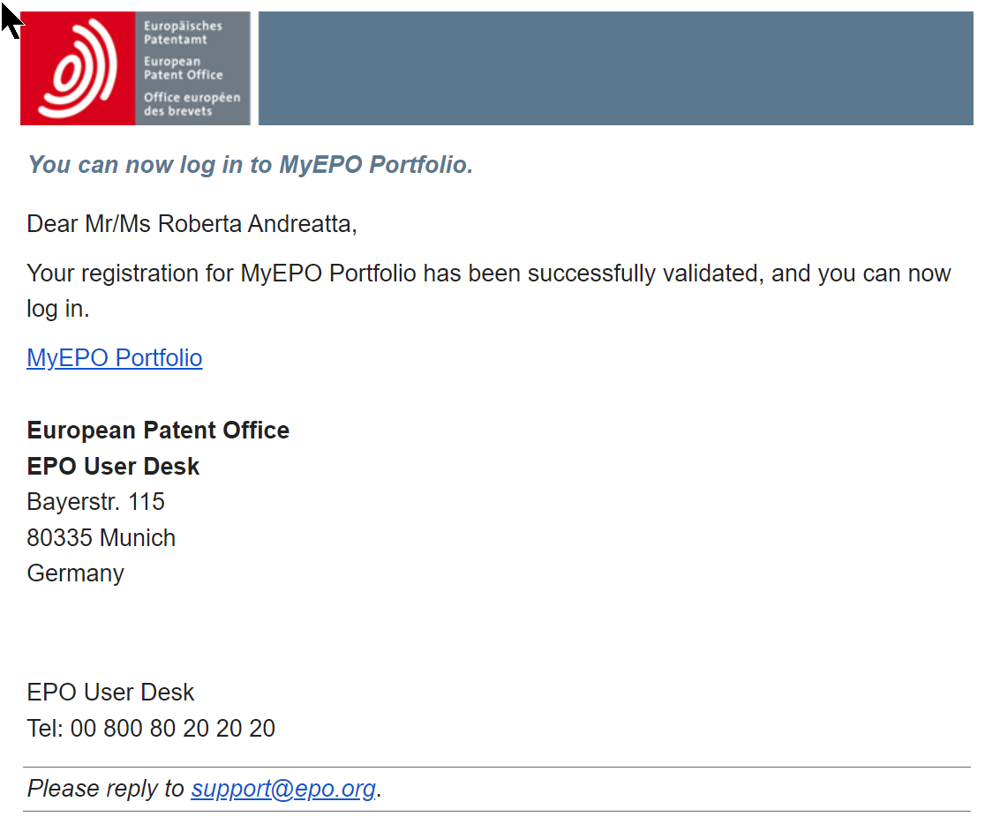 Europäisches
Patentamt
European
Patent Office
Office européen
des brevets
You can now log in to MyEPO Portfolio.
Dear Mr/Ms Roberta Andreatta,
Your registration for MyEPO Portfolio has been successfully validated, and you can now
log in.
MyEPO Portfolio
European Patent Office
EPO User Desk
Bayerstr. 115
80335 Munich
Germany
EPO User Desk
Tel: 00 800 80 20 20 20
Please reply to support@epo.org.